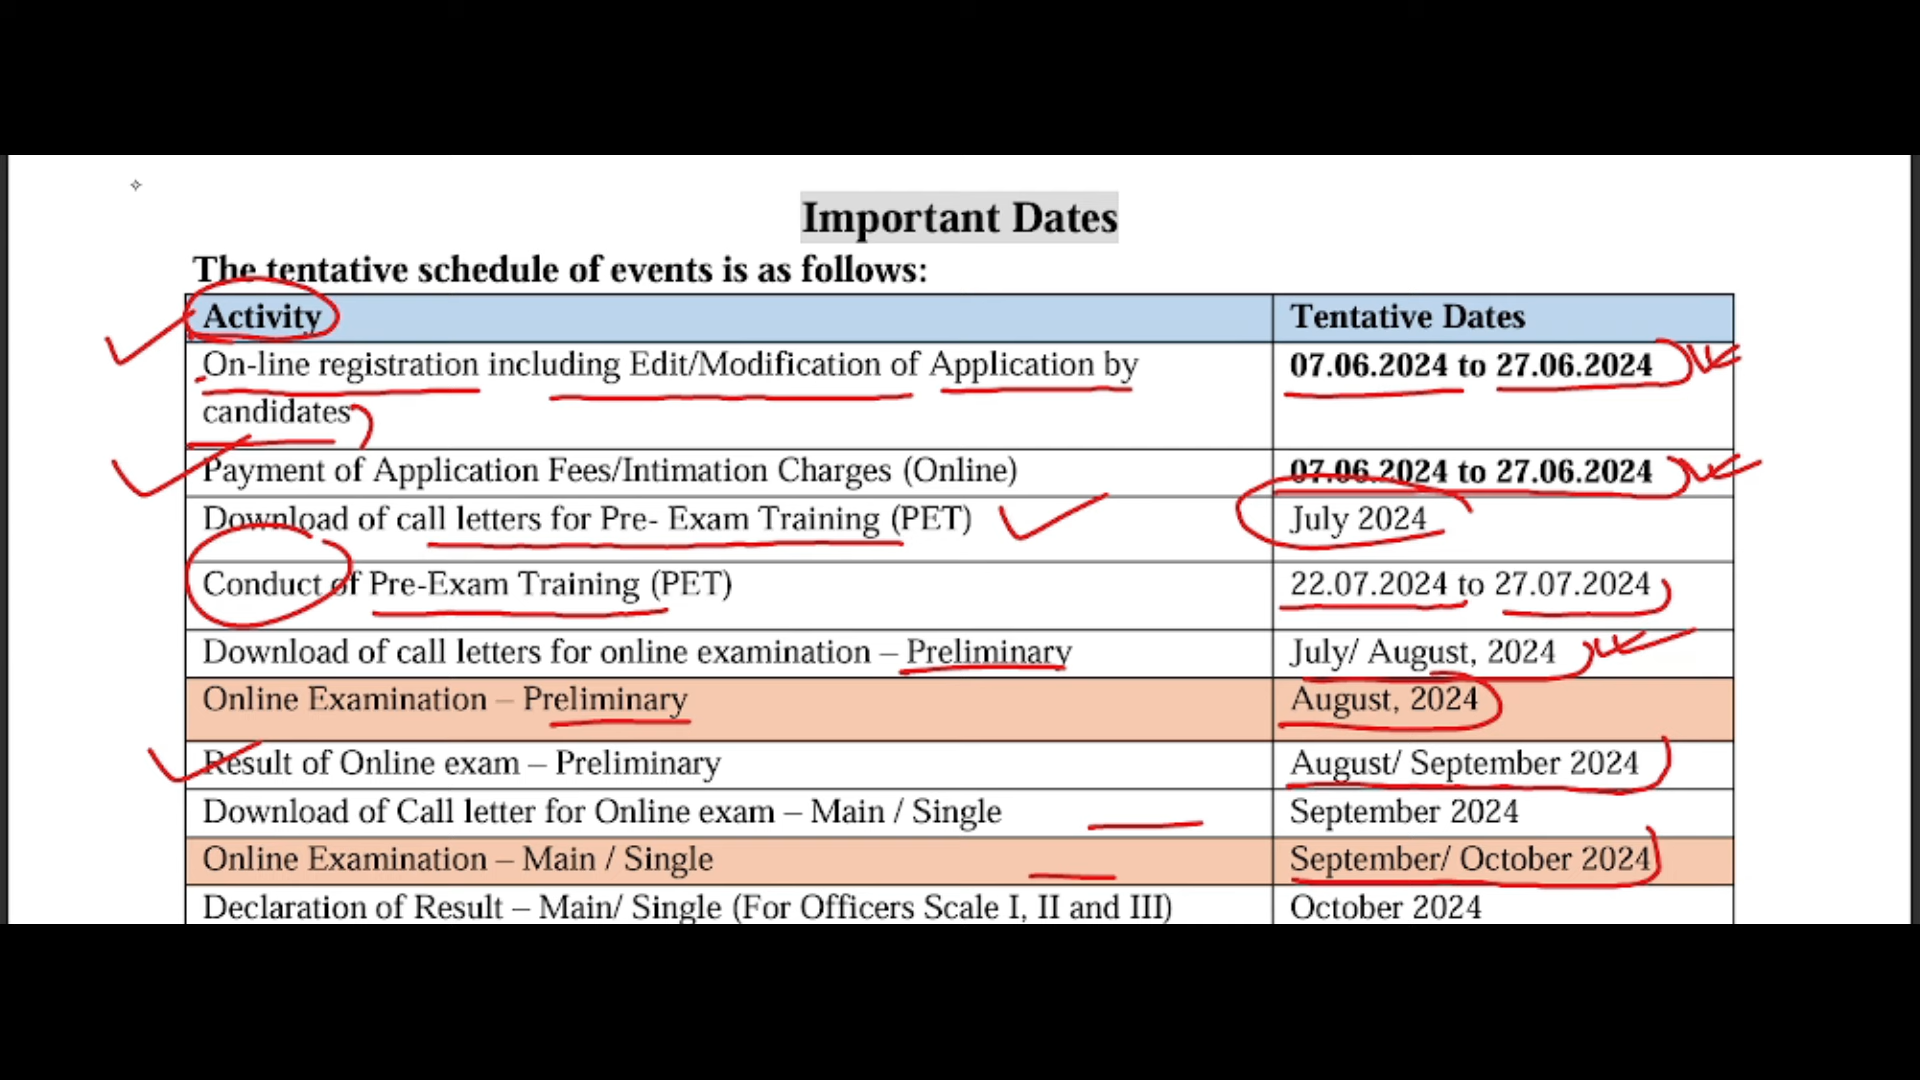 Important Dates
The tentative schedule of events is as follows:
Activity Tentative Dates
On-line registration including Edit/Modification of Application by 07.06.2024 to 27.06.2024
candidates
Payment of Application Fees/Intimation Charges (Online) 07.06.2024 to 27.06.2024
Download of call letters for Pre- Exam Training (PET) July 2024
Conduct of Pre-Exam Training (PET) 22.07.2024 to 27.07.2024
Download of call letters for online examination – Preliminary July/ August, 2024
Online Examination – Preliminary August, 2024
Result of Online exam – Preliminary August/ September 2024
Download of Call letter for Online exam – Main / Single September 2024
Online Examination – Main / Single September/ October 2024
Declaration of Result – Main/ Single (For Officers Scale I, II and III) October 2024